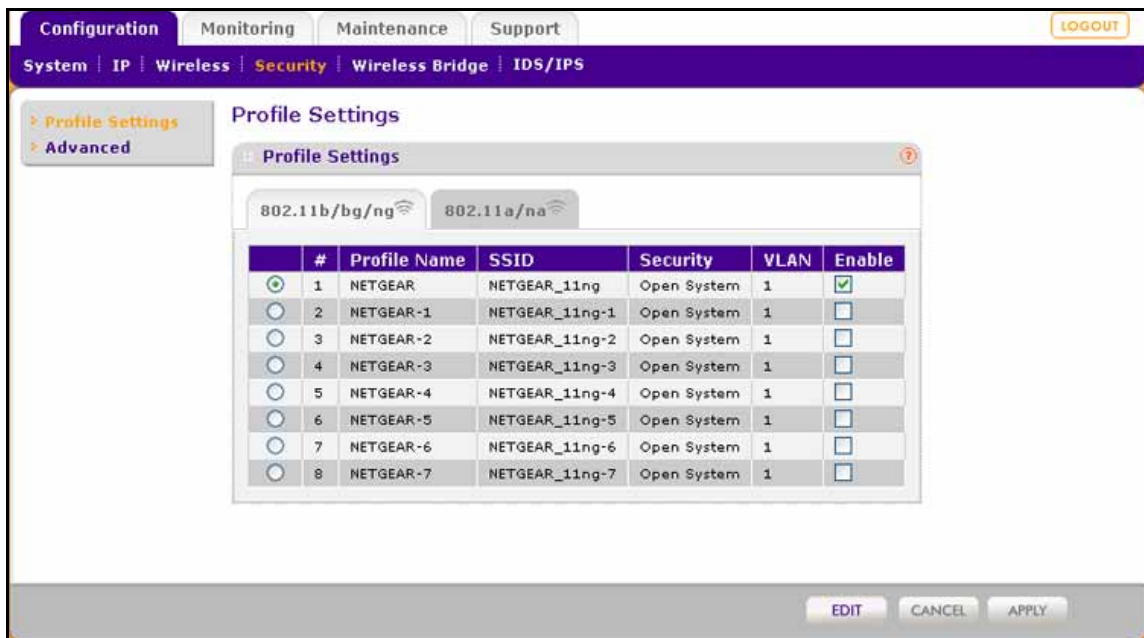 Configuration Monitoring Maintenance Support LOGOUT
System IP Wireless Security Wireless Bridge IDS/IPS
Profile Settings
Advanced
Profile Settings
Profile Settings ?
802.11b/bg/ng 802.11a/na
# Profile Name SSID Security VLAN Enable
1 NETGEAR NETGEAR_11ng Open System 1
2 NETGEAR-1 NETGEAR_11ng-1 Open System 1
3 NETGEAR-2 NETGEAR_11ng-2 Open System 1
4 NETGEAR-3 NETGEAR_11ng-3 Open System 1
5 NETGEAR-4 NETGEAR_11ng-4 Open System 1
6 NETGEAR-5 NETGEAR_11ng-5 Open System 1
7 NETGEAR-6 NETGEAR_11ng-6 Open System 1
8 NETGEAR-7 NETGEAR_11ng-7 Open System 1
EDIT CANCEL APPLY